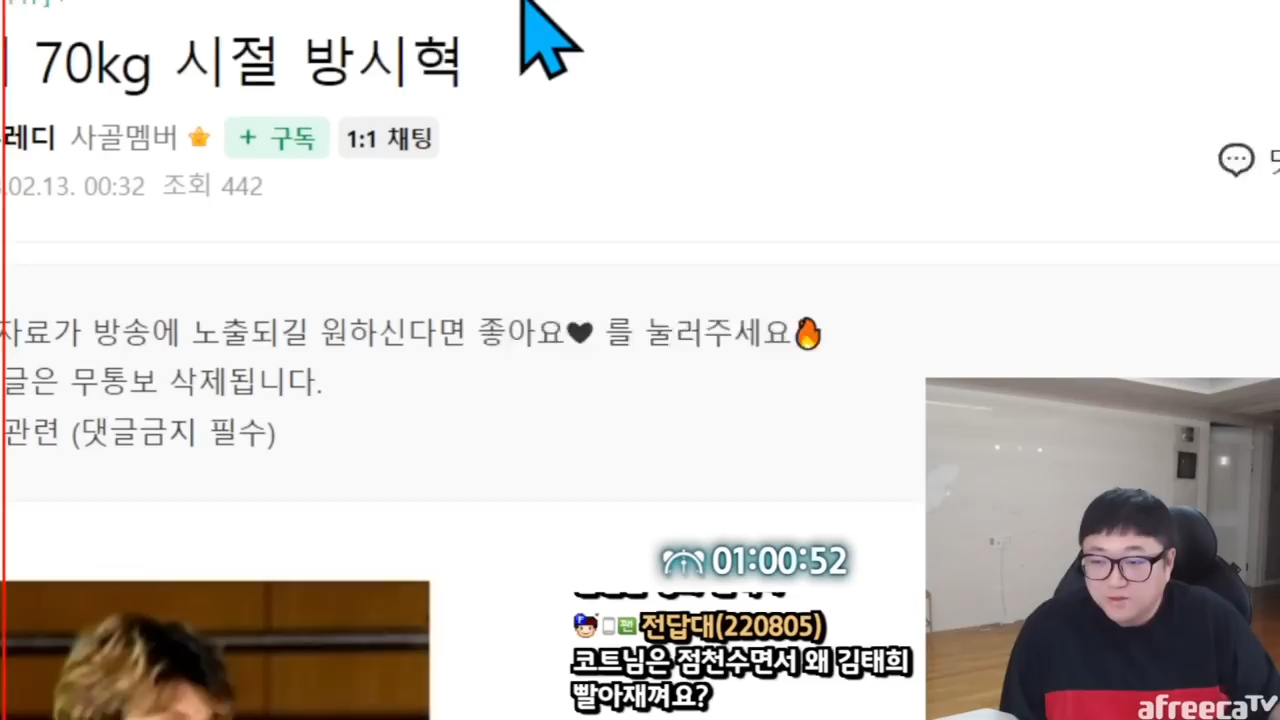 70kg 시절 방시혁
레디 사골멤버 + 구독 1:1 채팅
.02.13. 00:32 조회 442
자료가 방송에 노출되길 원하신다면 좋아요🖤 를 눌러주세요🔥
글은 무통보 삭제됩니다.
관련 (댓글금지 필수)
01:00:52
전답대(220805)
코트님은 점천수면서 왜 김태희
빨아재껴요?
afreecaTV